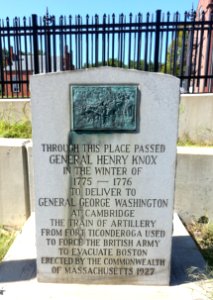 THROUGH THIS PLACE PASSED
GENERAL HENRY KNOX
IN THE WINTER OF
1775 — 1776
TO DELIVER TO
GENERAL GEORGE WASHINGTON
AT CAMBRIDGE
THE TRAIN OF ARTILLERY
FROM FORT TICONDEROGA USED
TO FORCE THE BRITISH ARMY
TO EVACUATE BOSTON
ERECTED BY THE COMMONWEALTH
OF MASSACHUSETTS 1927